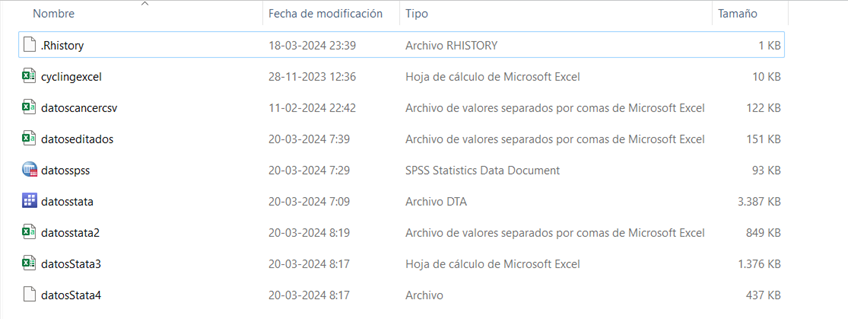 Nombre Fecha de modificación Tipo Tamaño
.Rhistory 18-03-2024 23:39 Archivo RHISTORY 1 KB
cyclingexcel 28-11-2023 12:36 Hoja de cálculo de Microsoft Excel 10 KB
datoscancercsv 11-02-2024 22:42 Archivo de valores separados por comas de Microsoft Excel 122 KB
datoseditados 20-03-2024 7:39 Archivo de valores separados por comas de Microsoft Excel 151 KB
datosspss 20-03-2024 7:29 SPSS Statistics Data Document 93 KB
datosstata 20-03-2024 7:09 Archivo DTA 3.387 KB
datosstata2 20-03-2024 8:19 Archivo de valores separados por comas de Microsoft Excel 849 KB
datosStata3 20-03-2024 8:17 Hoja de cálculo de Microsoft Excel 1.376 KB
datosStata4 20-03-2024 8:17 Archivo 437 KB